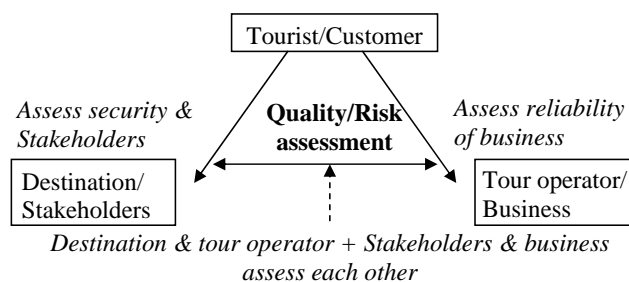 Tourist/Customer
Assess security &
Stakeholders
Quality/Risk
assessment
Assess reliability
of business
Destination/
Stakeholders
Tour operator/
Business
Destination & tour operator + Stakeholders & business
assess each other